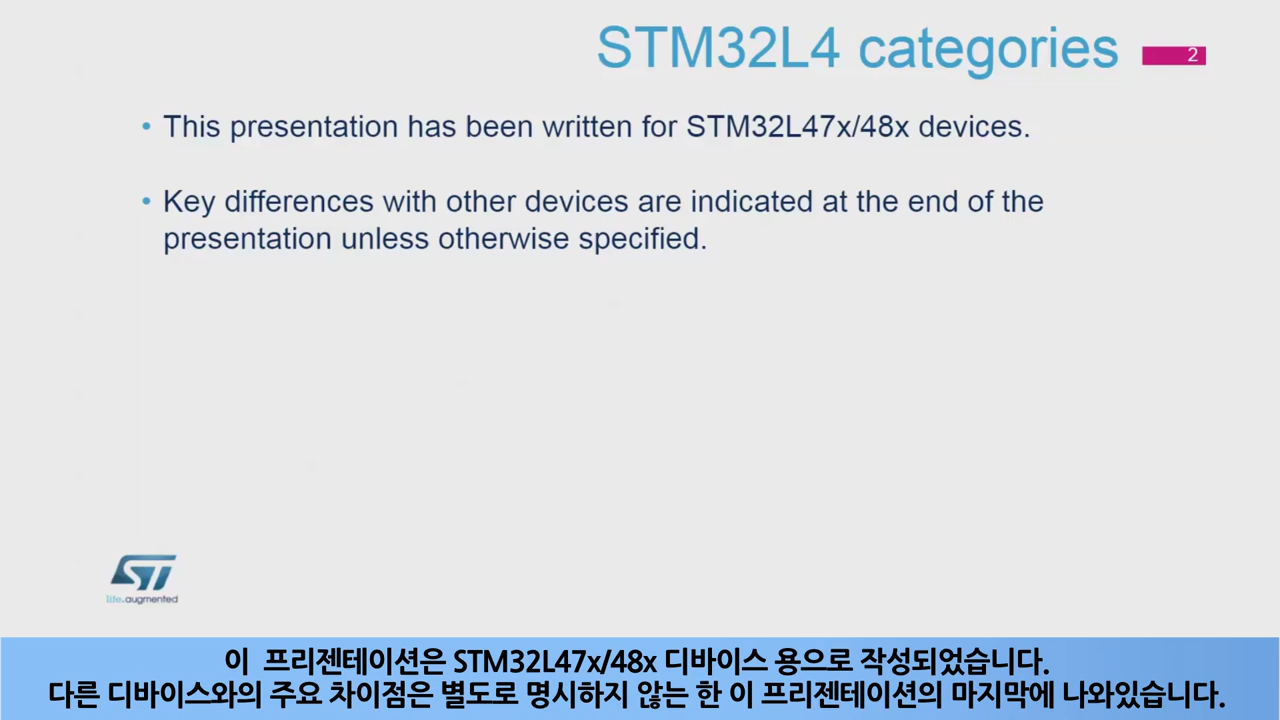 STM32L4 categories
2
• This presentation has been written for STM32L47x/48x devices.
• Key differences with other devices are indicated at the end of the
presentation unless otherwise specified.
ST
life.augmented
이 프리젠테이션은 STM32L47x/48x 디바이스 용으로 작성되었습니다.
다른 디바이스와의 주요 차이점은 별도로 명시하지 않는 한 이 프리젠테이션의 마지막에 나와있습니다.